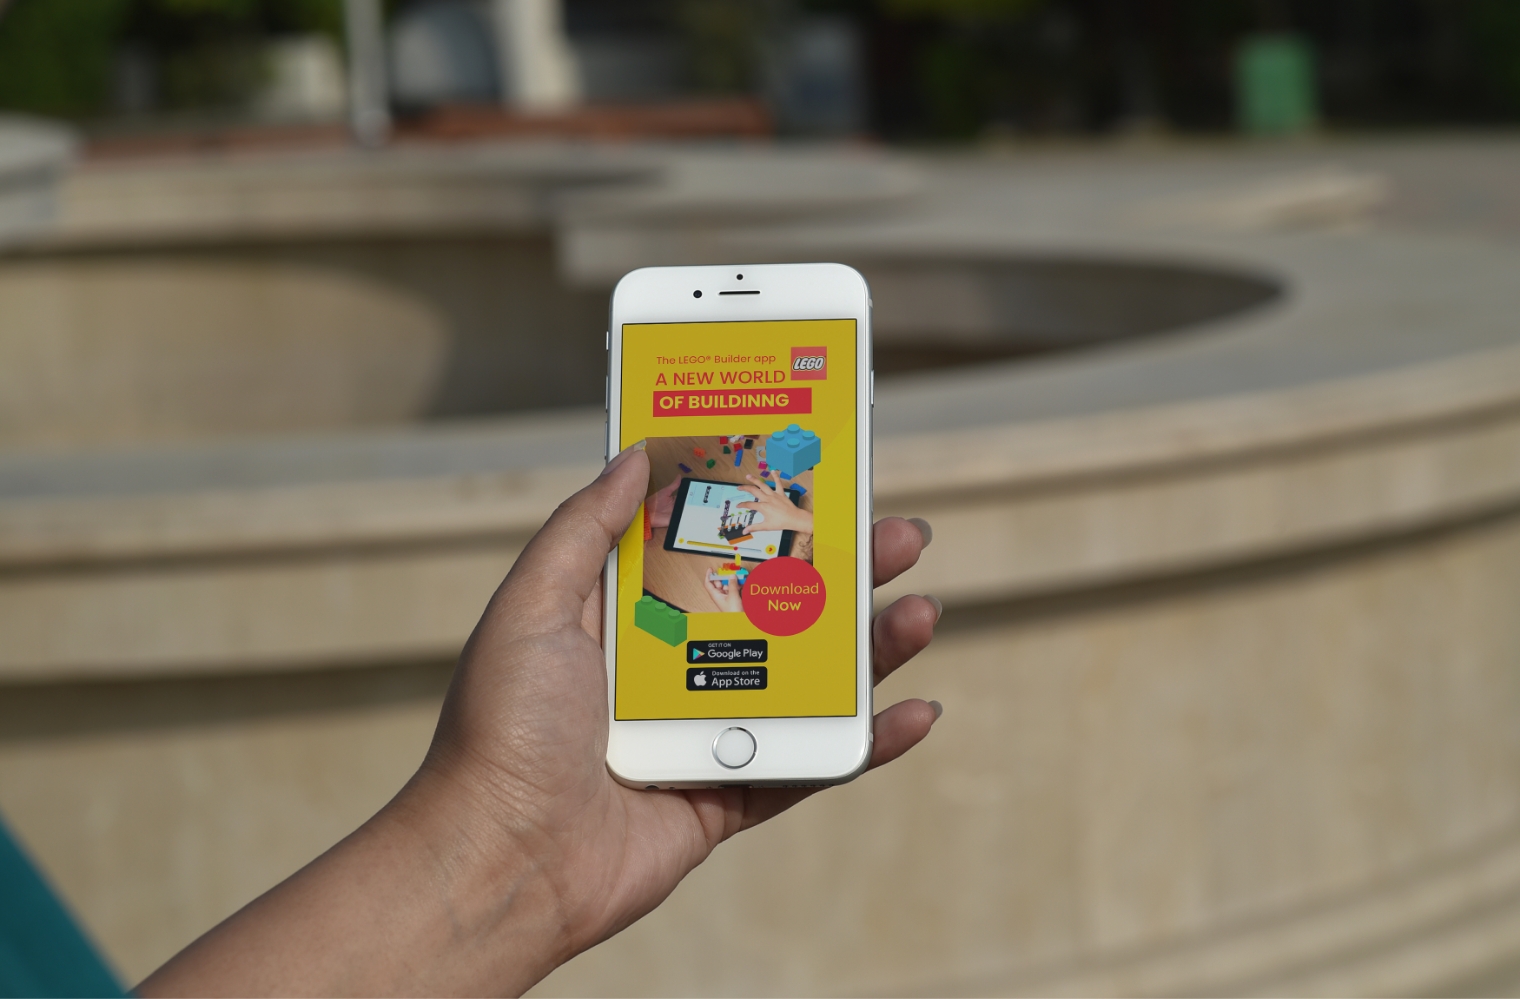 The LEGO® Builder app
LEGO
A NEW WORLD
OF BUILDINNG
Download
Now
GET IT ON
Google Play
Download on the
App Store